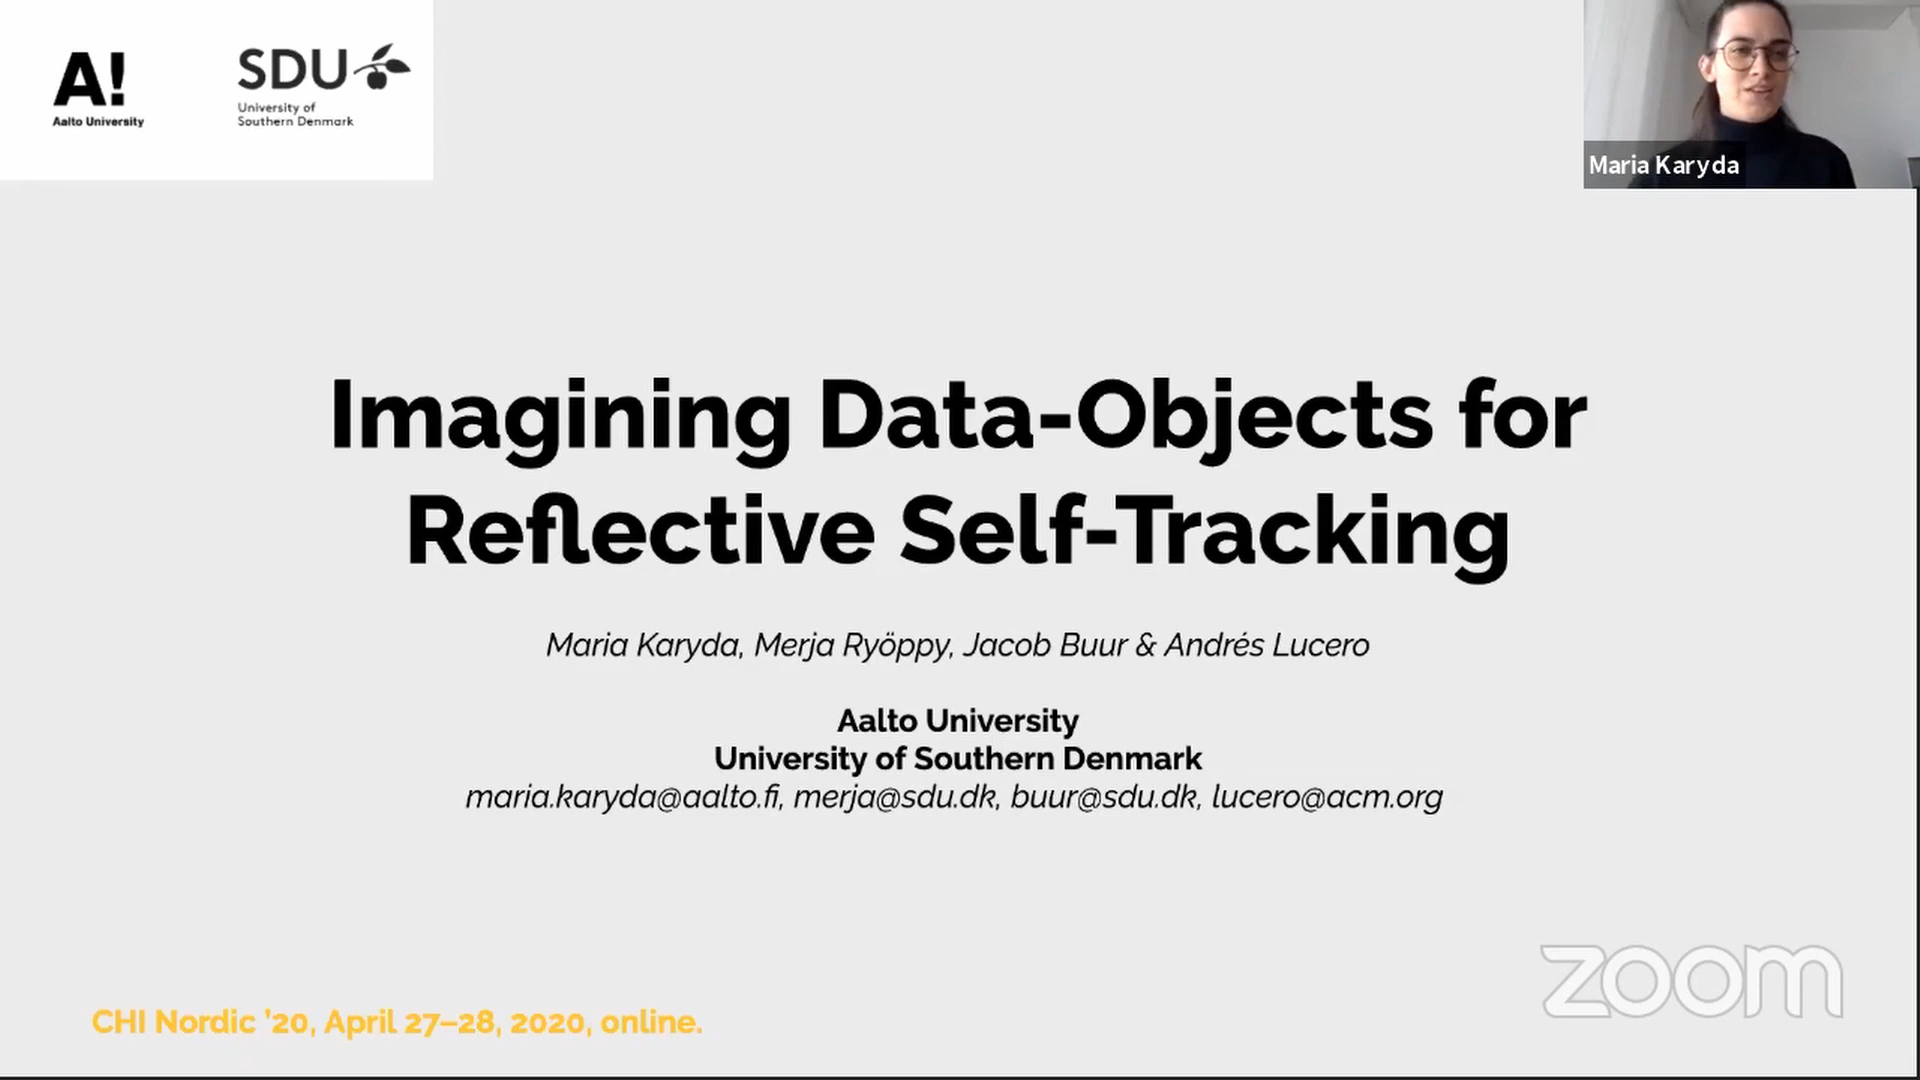 A!
Aalto University
SDU
University of
Southern Denmark
Maria Karyda
Imagining Data-Objects for
Reflective Self-Tracking
Maria Karyda, Merja Ryöppy, Jacob Buur & Andrés Lucero
Aalto University
University of Southern Denmark
maria.karyda@aalto.fi, merja@sdu.dk, buur@sdu.dk, lucero@acm.org
zoom
CHI Nordic ’20, April 27–28, 2020, online.